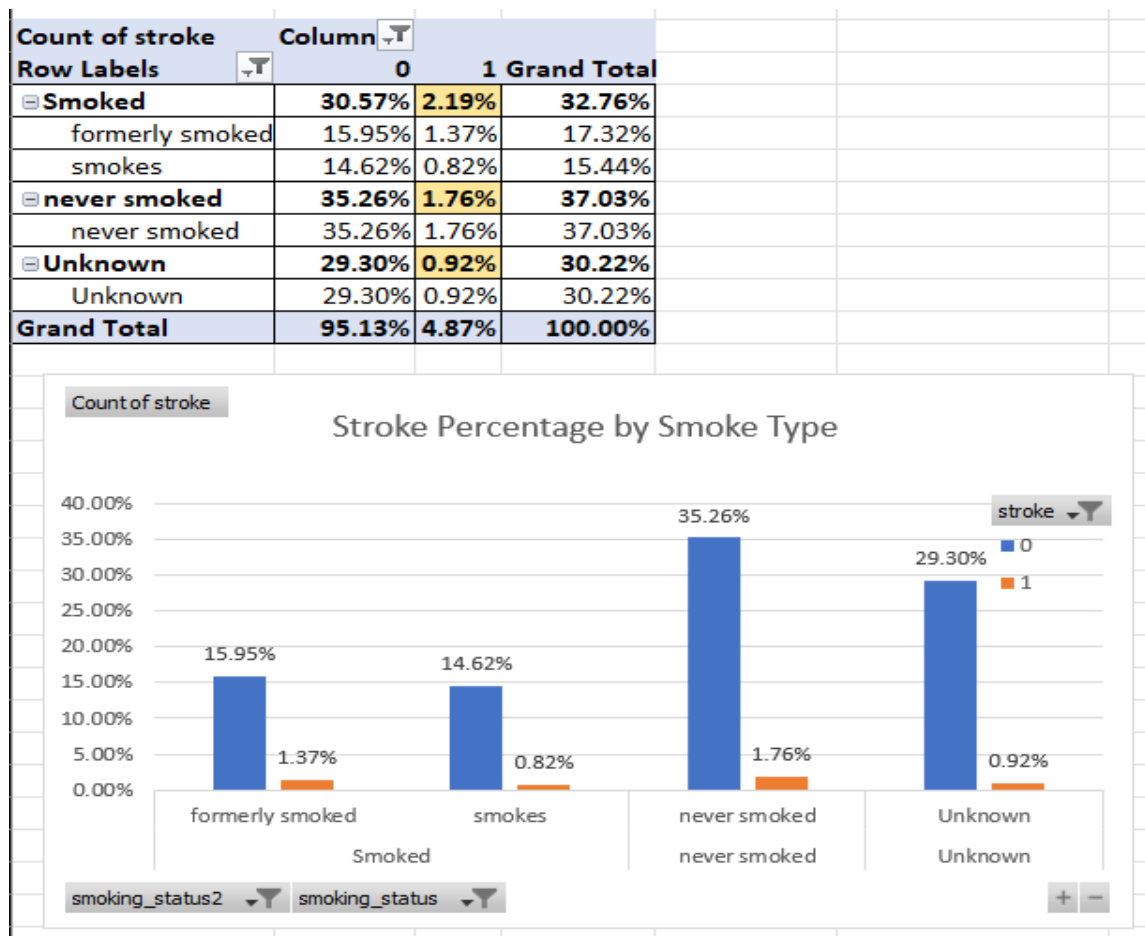 Count of stroke Column
Row Labels 0 1 Grand Total
Smoked 30.57% 2.19% 32.76%
formerly smoked 15.95% 1.37% 17.32%
smokes 14.62% 0.82% 15.44%
never smoked 35.26% 1.76% 37.03%
never smoked 35.26% 1.76% 37.03%
Unknown 29.30% 0.92% 30.22%
Unknown 29.30% 0.92% 30.22%
Grand Total 95.13% 4.87% 100.00%
Count of stroke
Stroke Percentage by Smoke Type
40.00%
35.00%
30.00%
25.00%
20.00%
15.00%
10.00%
5.00%
0.00%
15.95%
1.37%
14.62%
0.82%
35.26%
1.76%
29.30%
0.92%
stroke
0
1
formerly smoked smokes never smoked Unknown
Smoked never smoked Unknown
smoking_status2 smoking_status + −